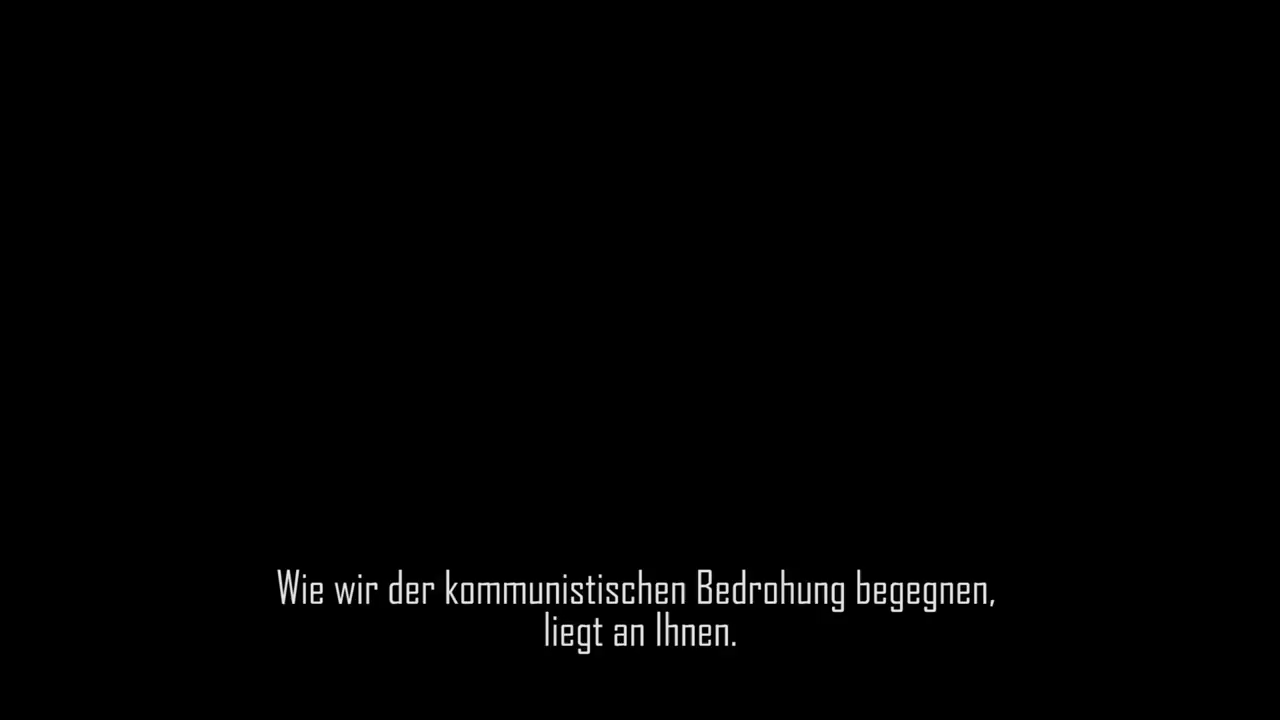 Wie wir der kommunistischen Bedrohung begegnen,
liegt an Ihnen.